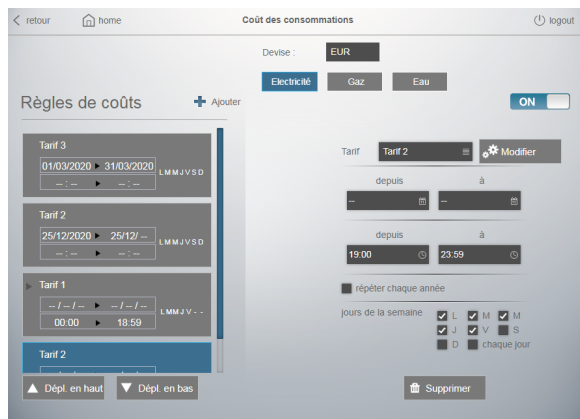 retour
home
Coût des consommations
logout
Devise :
EUR
Electricité
Gaz
Eau
Règles de coûts
Ajouter
ON
Tarif 3
01/03/2020 31/03/2020
-- : -- -- : --
LMMJVSD
Tarif 2
25/12/2020 25/12/ --
-- : -- -- : --
LMMJVSD
Tarif 1
-- / -- / -- -- / -- / --
00:00 18:59
LMMJV--
Tarif 2
Dépl. en haut
Dépl. en bas
Tarif
Tarif 2
Modifier
depuis
à
--
--
depuis
à
19:00
23:59
répéter chaque année
jours de la semaine
L M M
J V S
D chaque jour
Supprimer